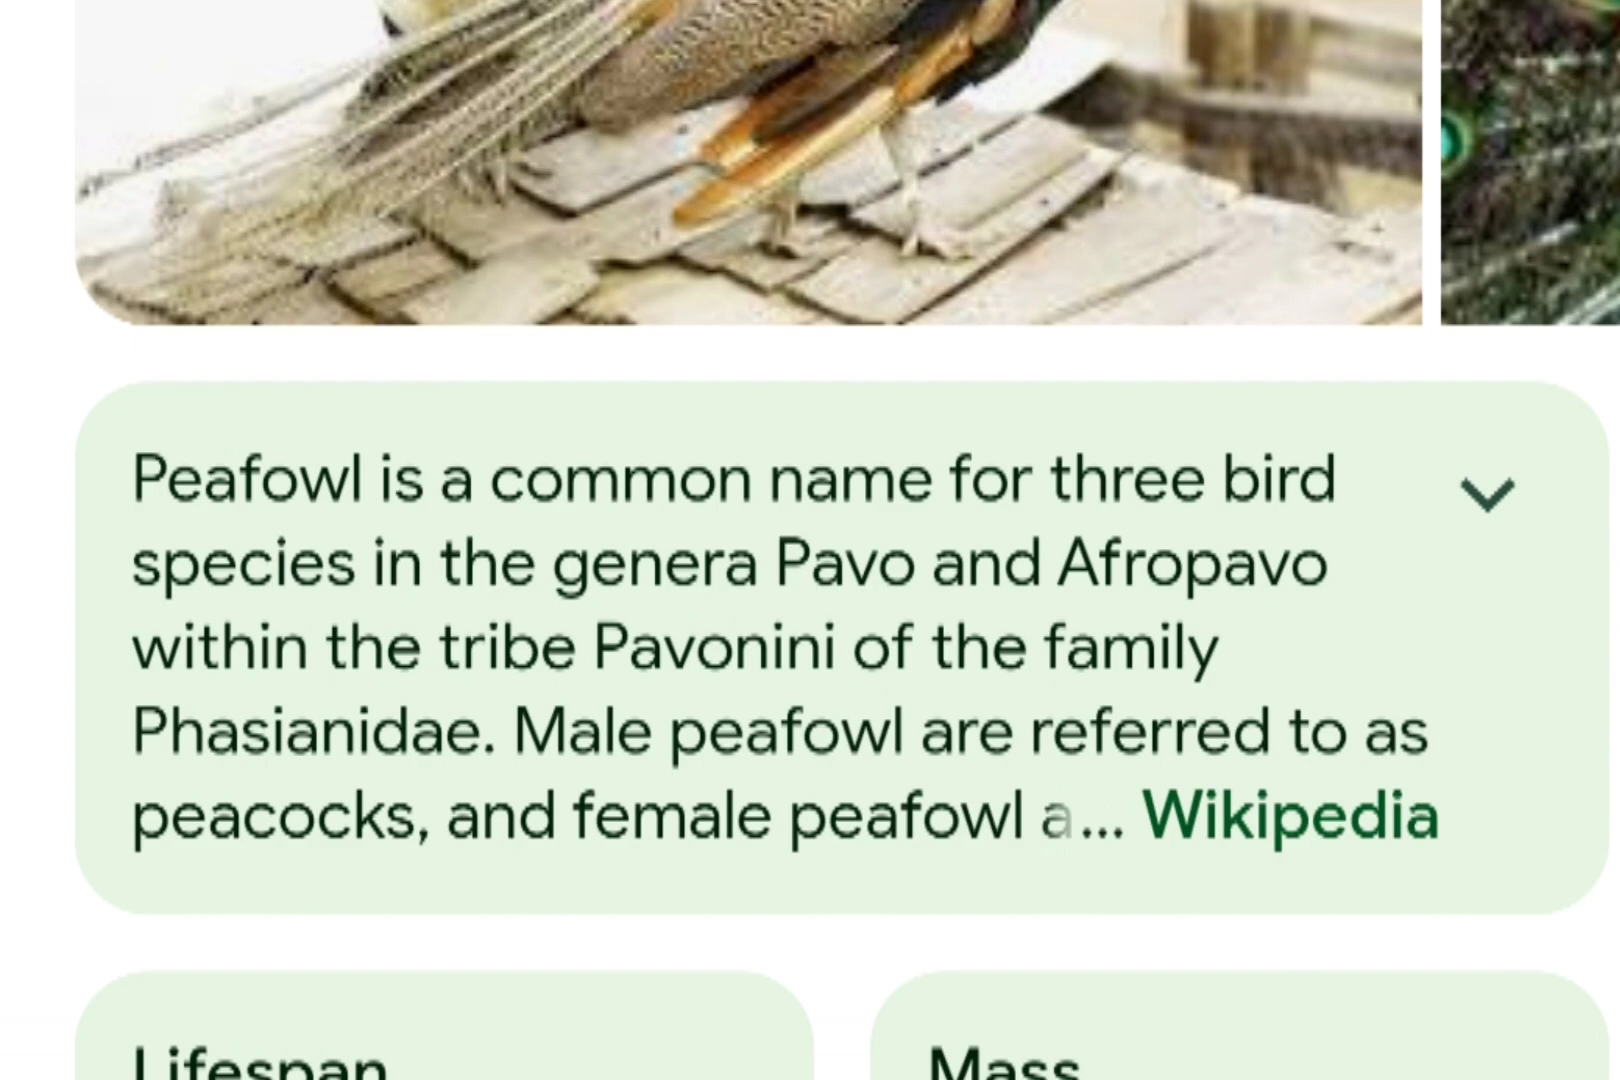 Peafowl is a common name for three bird
species in the genera Pavo and Afropavo
within the tribe Pavonini of the family
Phasianidae. Male peafowl are referred to as
peacocks, and female peafowl a... Wikipedia
Lifespan
Mass